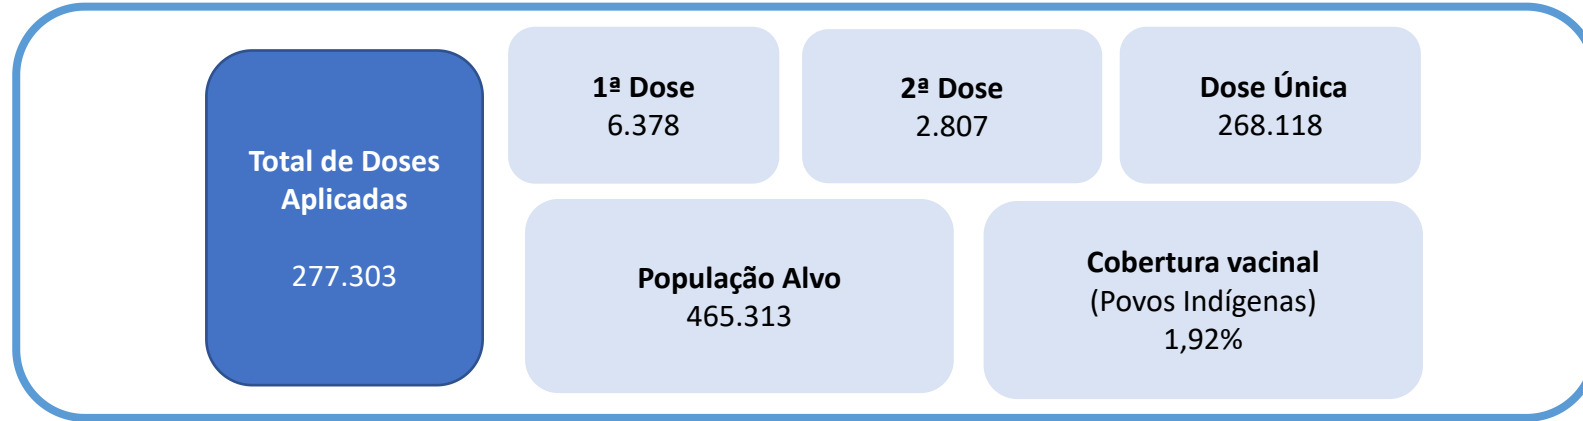 Total de Doses
Aplicadas
277.303
1ª Dose
6.378
2ª Dose
2.807
Dose Única
268.118
População Alvo
465.313
Cobertura vacinal
(Povos Indígenas)
1,92%